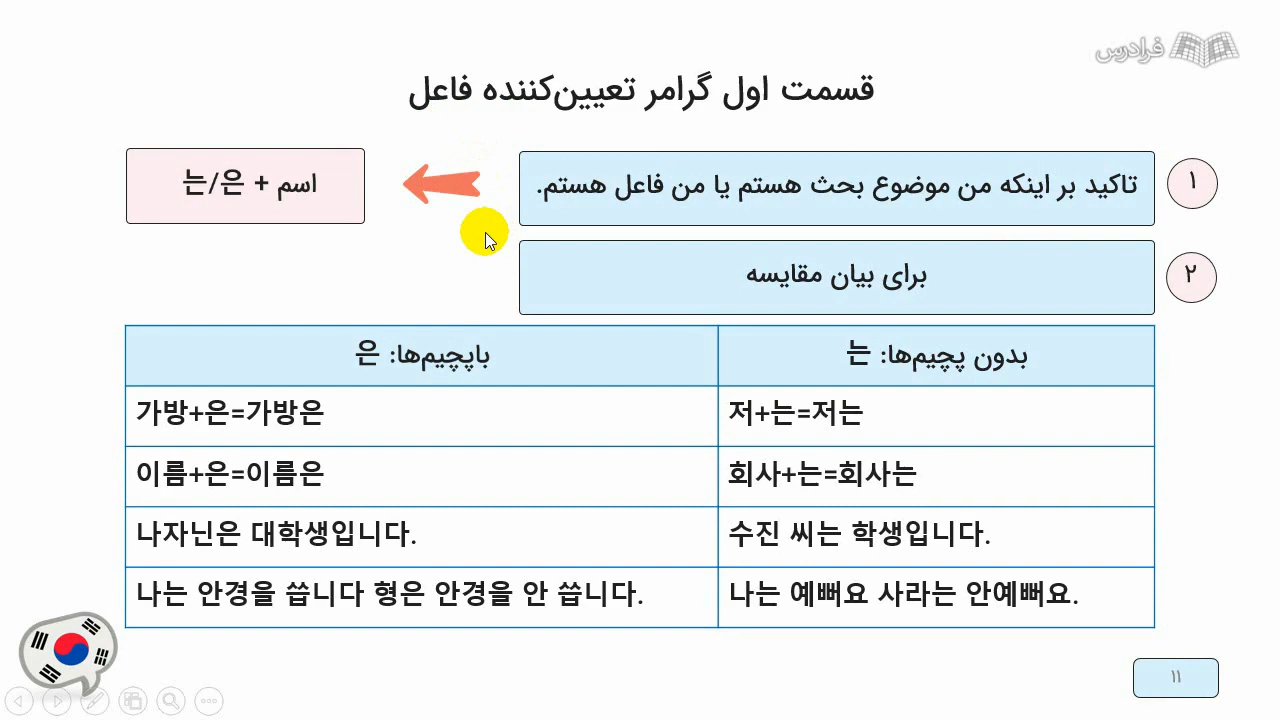 فرادرس
قسمت اول گرامر تعیین‌کننده فاعل
۱
تاکید بر اینکه من موضوع بحث هستم یا من فاعل هستم.
اسم + 는/은
۲
برای بیان مقایسه
بدون پچیم‌ها: 는
باپچیم‌ها: 은
저+는=저는
가방+은=가방은
회사+는=회사는
이름+은=이름은
수진 씨는 학생입니다.
나자닌은 대학생입니다.
나는 예뻐요 사라는 안예뻐요.
나는 안경을 씁니다 형은 안경을 안 씁니다.
۱۱